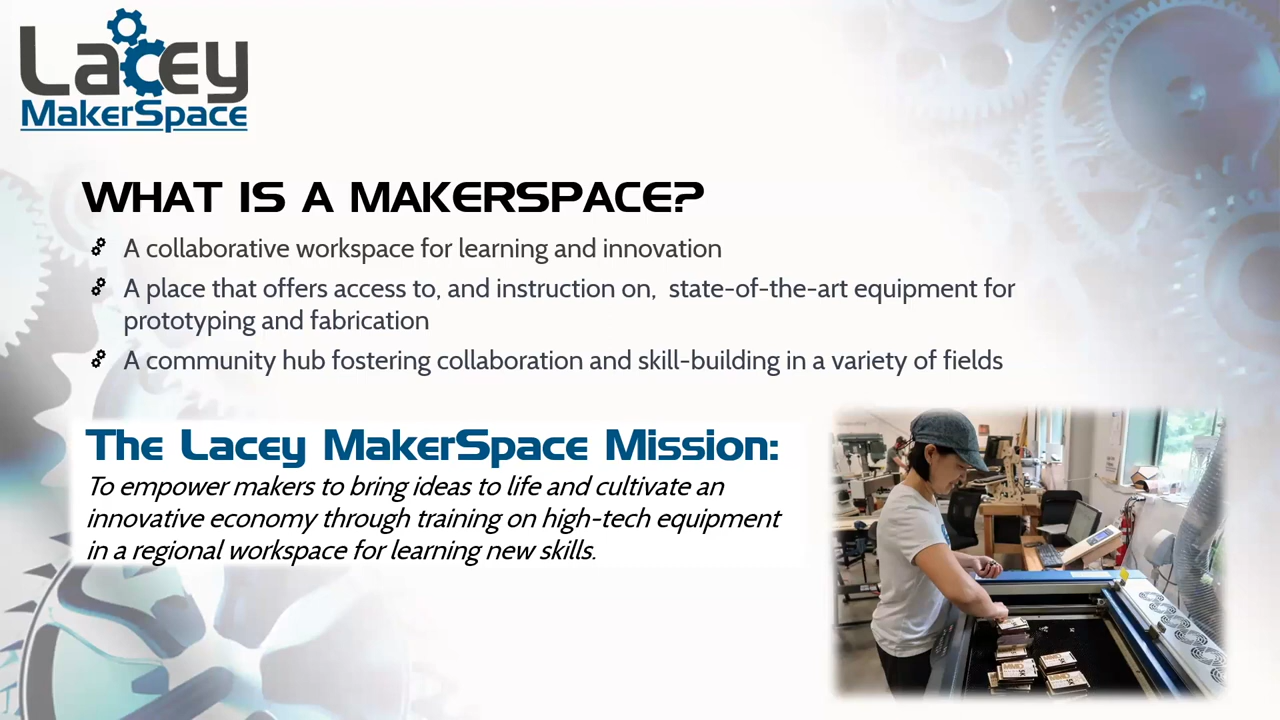 Lacey
MakerSpace
WHAT IS A MAKERSPACE?
A collaborative workspace for learning and innovation
A place that offers access to, and instruction on,  state-of-the-art equipment for
prototyping and fabrication
A community hub fostering collaboration and skill-building in a variety of fields
The Lacey MakerSpace Mission:
To empower makers to bring ideas to life and cultivate an
innovative economy through training on high-tech equipment
in a regional workspace for learning new skills.